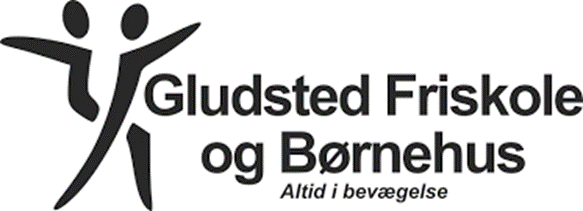 Gludsted Friskole
og Børnehus
Altid i bevægelse